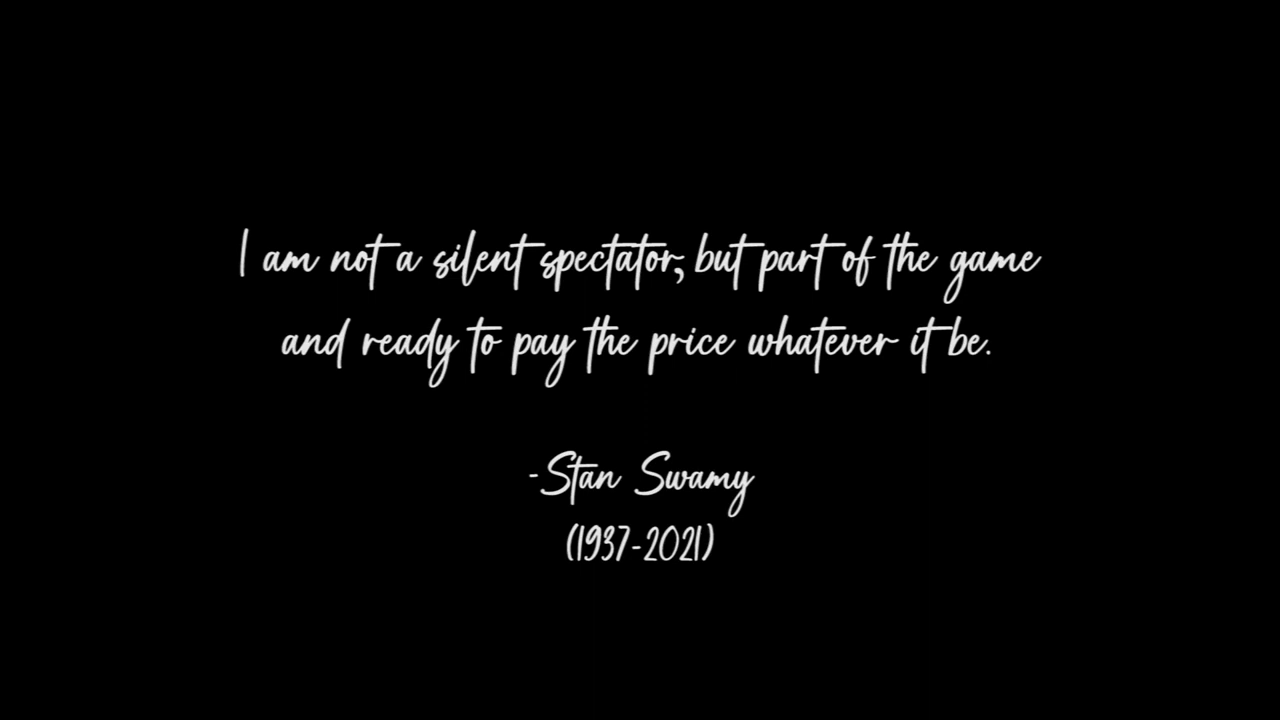 I am not a silent spectator, but part of the game
and ready to pay the price whatever it be.
-Stan Swamy
(1937-2021)